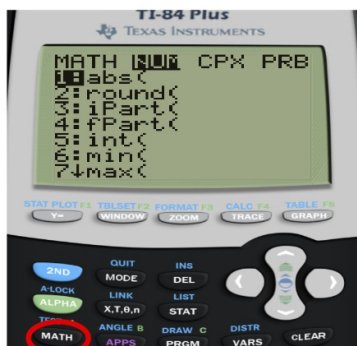 TI-84 Plus
TEXAS INSTRUMENTS
MATH NUM CPX PRB
1:abs(
2:round(
3:iPart(
4:fPart(
5:int(
6:min(
7↓max(
STAT PLOT F1 TBLSET F2 FORMAT F3 CALC F4 TABLE F5
Y= WINDOW ZOOM TRACE GRAPH
QUIT INS
2ND MODE DEL
A-LOCK LINK LIST
ALPHA X,T,θ,n STAT
ANGLE B DRAW C DISTR
MATH APPS PRGM VARS CLEAR